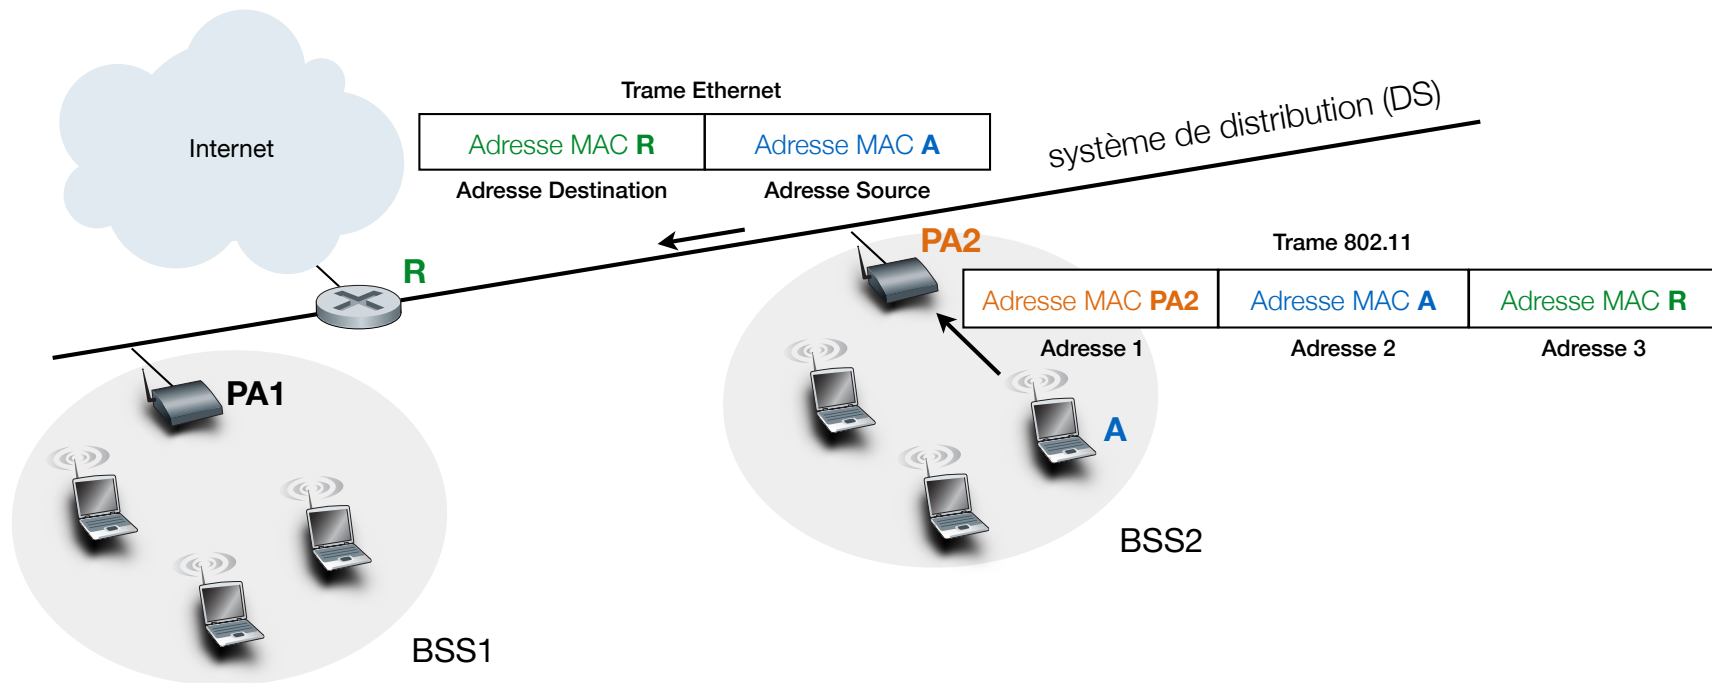 Trame Ethernet
Adresse MAC R
Adresse MAC A
Adresse Destination
Adresse Source
Internet
système de distribution (DS)
R
PA2
Trame 802.11
Adresse MAC PA2
Adresse MAC A
Adresse MAC R
Adresse 1
Adresse 2
Adresse 3
PA1
A
BSS2
BSS1